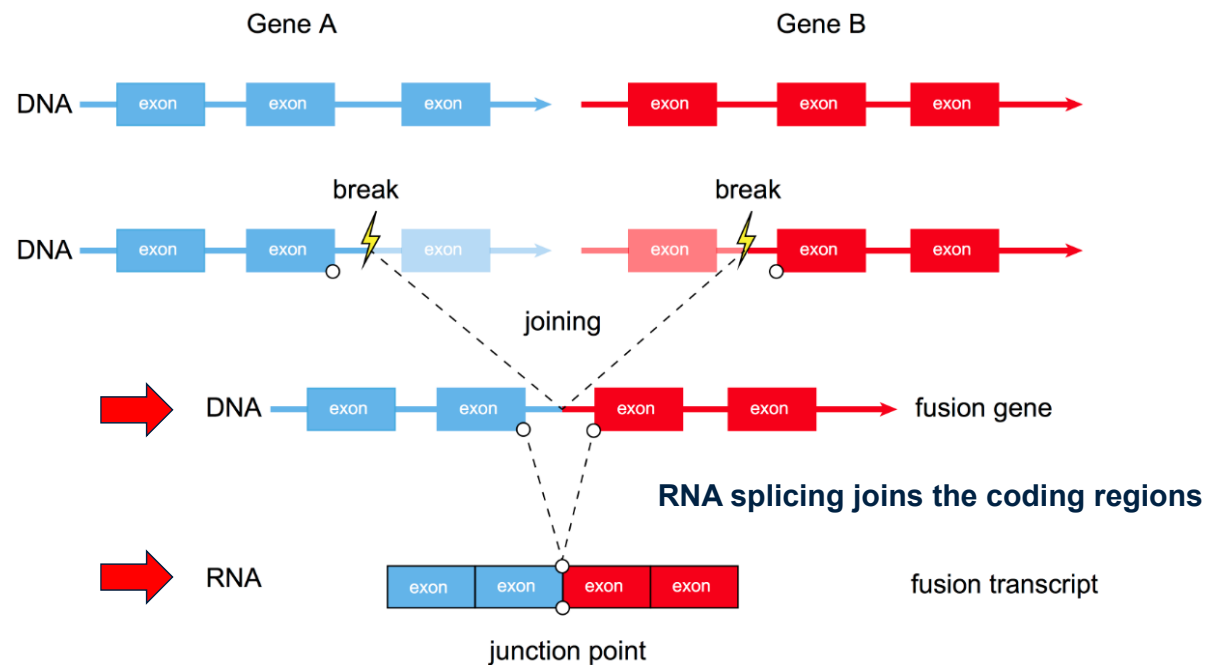 Gene A
Gene B
DNA exon exon exon exon exon exon
break break
DNA exon exon exon exon exon exon
joining
DNA exon exon exon exon fusion gene
RNA splicing joins the coding regions
RNA exon exon exon exon fusion transcript
junction point